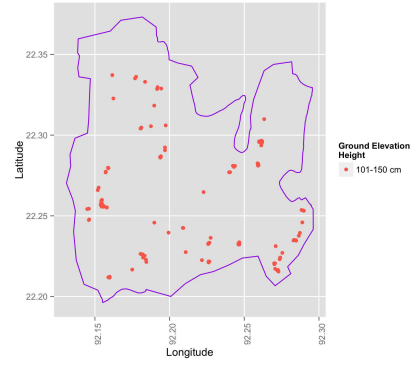 22.35
22.30
22.25
22.20
Latitude
92.15
92.20
92.25
92.30
Longitude
Ground Elevation
Height
101-150 cm